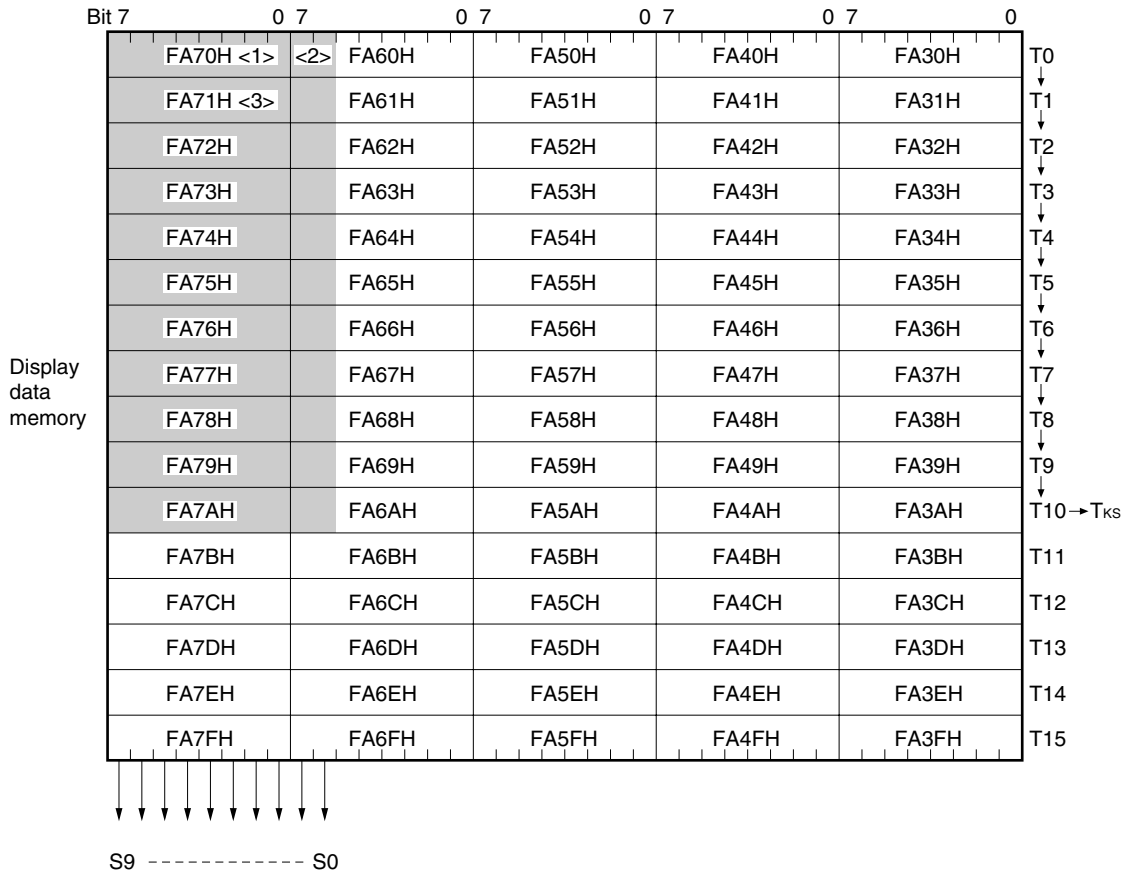 Bit 7 0 7 0 7 0 7 0 7 0
FA70H <1> <2> FA60H FA50H FA40H FA30H T0
FA71H <3> FA61H FA51H FA41H FA31H T1
FA72H FA62H FA52H FA42H FA32H T2
FA73H FA63H FA53H FA43H FA33H T3
FA74H FA64H FA54H FA44H FA34H T4
FA75H FA65H FA55H FA45H FA35H T5
FA76H FA66H FA56H FA46H FA36H T6
Display
data
memory
FA77H FA67H FA57H FA47H FA37H T7
FA78H FA68H FA58H FA48H FA38H T8
FA79H FA69H FA59H FA49H FA39H T9
FA7AH FA6AH FA5AH FA4AH FA3AH T10 → TKS
FA7BH FA6BH FA5BH FA4BH FA3BH T11
FA7CH FA6CH FA5CH FA4CH FA3CH T12
FA7DH FA6DH FA5DH FA4DH FA3DH T13
FA7EH FA6EH FA5EH FA4EH FA3EH T14
FA7FH FA6FH FA5FH FA4FH FA3FH T15
S9 ------------ S0